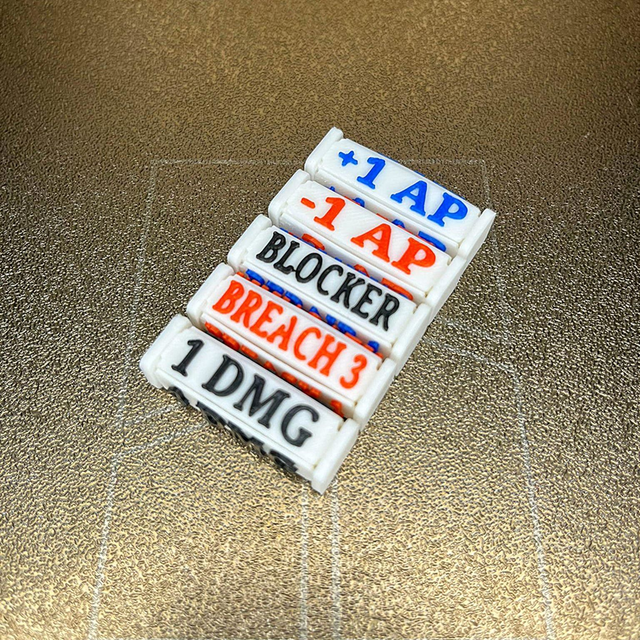 +1 AP
-1 AP
BLOCKER
BREACH 3
1 DMG